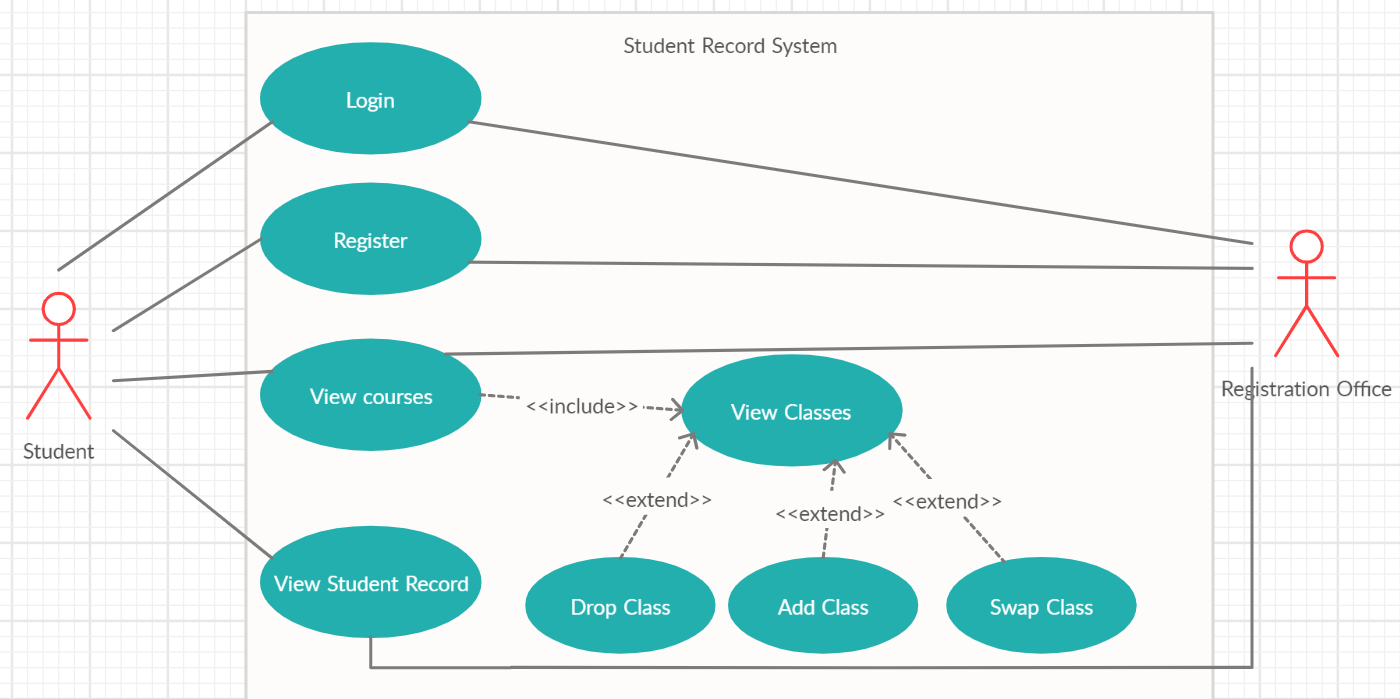 Student Record System
Login
Register
Registration Office
View courses
<<include>>
View Classes
Student
<<extend>>
<<extend>>
<<extend>>
View Student Record
Drop Class
Add Class
Swap Class